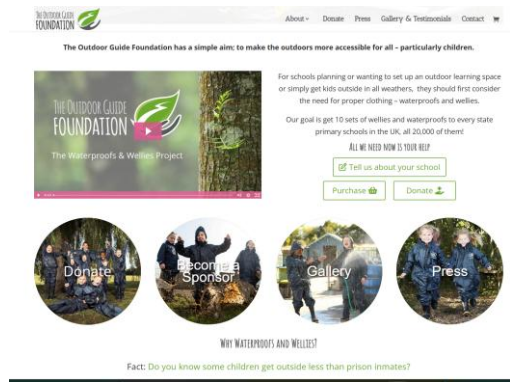 THE OUTDOOR GUIDE
FOUNDATION
About
Donate
Press
Gallery & Testimonials
Contact
The Outdoor Guide Foundation has a simple aim; to make the outdoors more accessible for all – particularly children.
THE OUTDOOR GUIDE
FOUNDATION
The Waterproofs & Wellies Project
For schools planning or wanting to set up an outdoor learning space
or simply get kids outside in all weathers, they should first consider
the need for proper clothing – waterproofs and wellies.
Our goal is get 10 sets of wellies and waterproofs to every state
primary schools in the UK, all 20,000 of them!
ALL WE NEED NOW IS YOUR HELP
Tell us about your school
Purchase
Donate
Donate
Become a
Sponsor
Gallery
Press
WHY WATERPROOFS AND WELLIES?
Fact: Do you know some children get outside less than prison inmates?